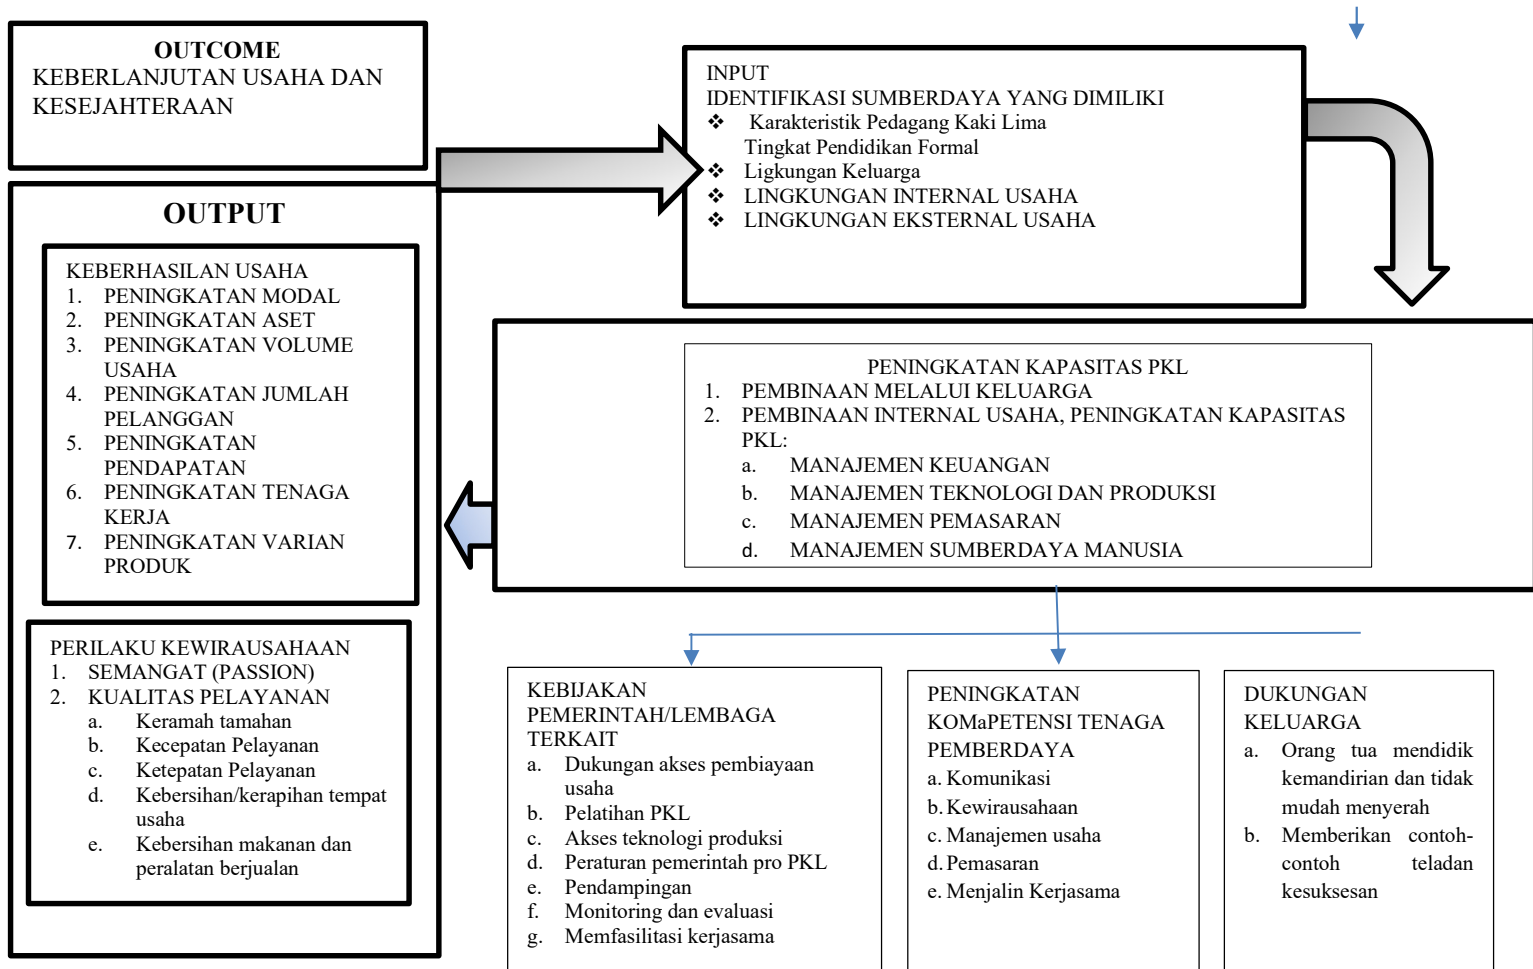 OUTCOME
KEBERLANJUTAN USAHA DAN
KESEJAHTERAAN
OUTPUT
KEBERHASILAN USAHA
1. PENINGKATAN MODAL
2. PENINGKATAN ASET
3. PENINGKATAN VOLUME
USAHA
4. PENINGKATAN JUMLAH
PELANGGAN
5. PENINGKATAN
PENDAPATAN
6. PENINGKATAN TENAGA
KERJA
7. PENINGKATAN VARIAN
PRODUK
PERILAKU KEWIRAUSAHAAN
1. SEMANGAT (PASSION)
2. KUALITAS PELAYANAN
a. Keramah tamahan
b. Kecepatan Pelayanan
c. Ketepatan Pelayanan
d. Kebersihan/kerapihan tempat
usaha
e. Kebersihan makanan dan
peralatan berjualan
INPUT
IDENTIFIKASI SUMBERDAYA YANG DIMILIKI
❖ Karakteristik Pedagang Kaki Lima
Tingkat Pendidikan Formal
❖ Ligkungan Keluarga
❖ LINGKUNGAN INTERNAL USAHA
❖ LINGKUNGAN EKSTERNAL USAHA
PENINGKATAN KAPASITAS PKL
1. PEMBINAAN MELALUI KELUARGA
2. PEMBINAAN INTERNAL USAHA, PENINGKATAN KAPASITAS
PKL:
a. MANAJEMEN KEUANGAN
b. MANAJEMEN TEKNOLOGI DAN PRODUKSI
c. MANAJEMEN PEMASARAN
d. MANAJEMEN SUMBERDAYA MANUSIA
KEBIJAKAN
PEMERINTAH/LEMBAGA
TERKAIT
a. Dukungan akses pembiayaan
usaha
b. Pelatihan PKL
c. Akses teknologi produksi
d. Peraturan pemerintah pro PKL
e. Pendampingan
f. Monitoring dan evaluasi
g. Memfasilitasi kerjasama
PENINGKATAN
KOMaPETENSI TENAGA
PEMBERDAYA
a. Komunikasi
b. Kewirausahaan
c. Manajemen usaha
d. Pemasaran
e. Menjalin Kerjasama
DUKUNGAN
KELUARGA
a. Orang tua mendidik
kemandirian dan tidak
mudah menyerah
b. Memberikan contoh-
contoh teladan
kesuksesan